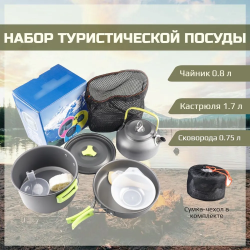 НАБОР ТУРИСТИЧЕСКОЙ ПОСУДЫ
Чайник 0.8 л
Кастрюля 1.7 л
Сковорода 0.75 л
Сумка-чехол в
комплекте